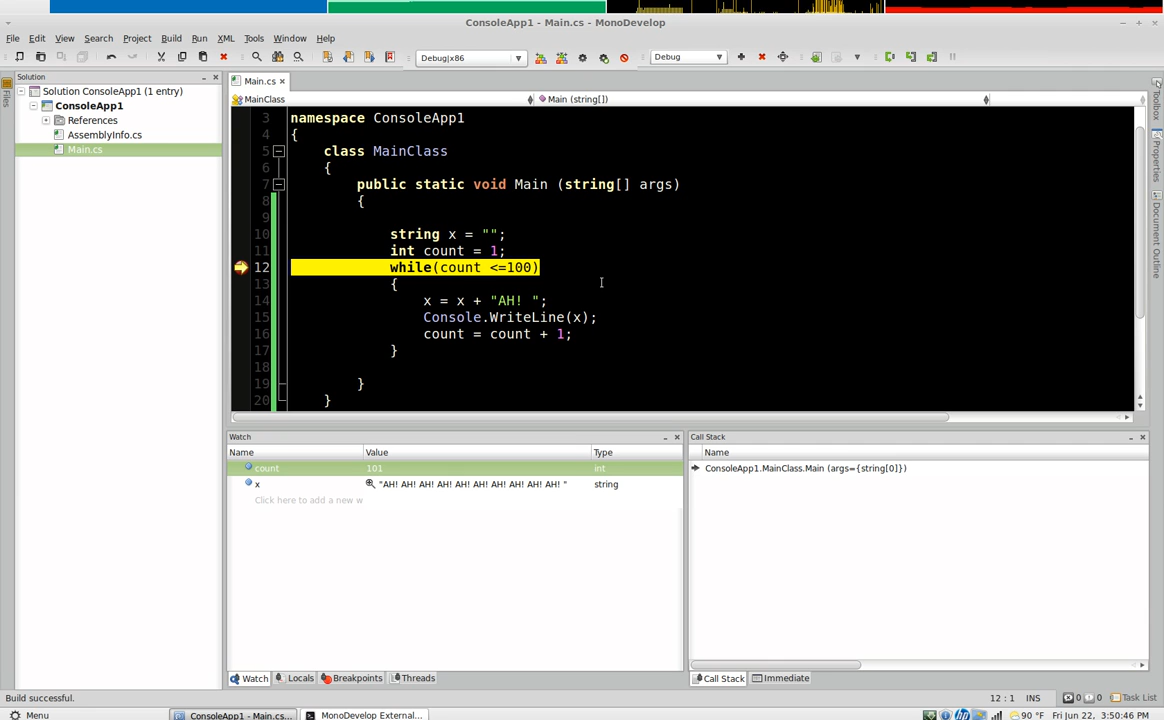 ConsoleApp1 - Main.cs - MonoDevelop
File Edit View Search Project Build Run XML Tools Window Help
Debug|x86 Debug
Solution
Solution ConsoleApp1 (1 entry)
ConsoleApp1
References
AssemblyInfo.cs
Main.cs
Files
Main.cs
MainClass Main (string[])
3 namespace ConsoleApp1
4 {
5 class MainClass
6 {
7 public static void Main (string[] args)
8 {
9
10 string x = "";
11 int count = 1;
12 while(count <=100)
13 {
14 x = x + "AH! ";
15 Console.WriteLine(x);
16 count = count + 1;
17 }
18
19 }
20 }
Toolbox
Properties
Document Outline
Watch
Name Value Type
count 101 int
x "AH! AH! AH! AH! AH! AH! AH! AH! AH! AH! " string
Click here to add a new w
Watch Locals Breakpoints Threads
Call Stack
Name
ConsoleApp1.MainClass.Main (args={string[0]})
Call Stack Immediate
Build successful. 12 : 1 INS 0 0 Task List
Menu ConsoleApp1 - Main.cs... MonoDevelop External... 90 °F Fri Jun 22, 3:50:46 PM